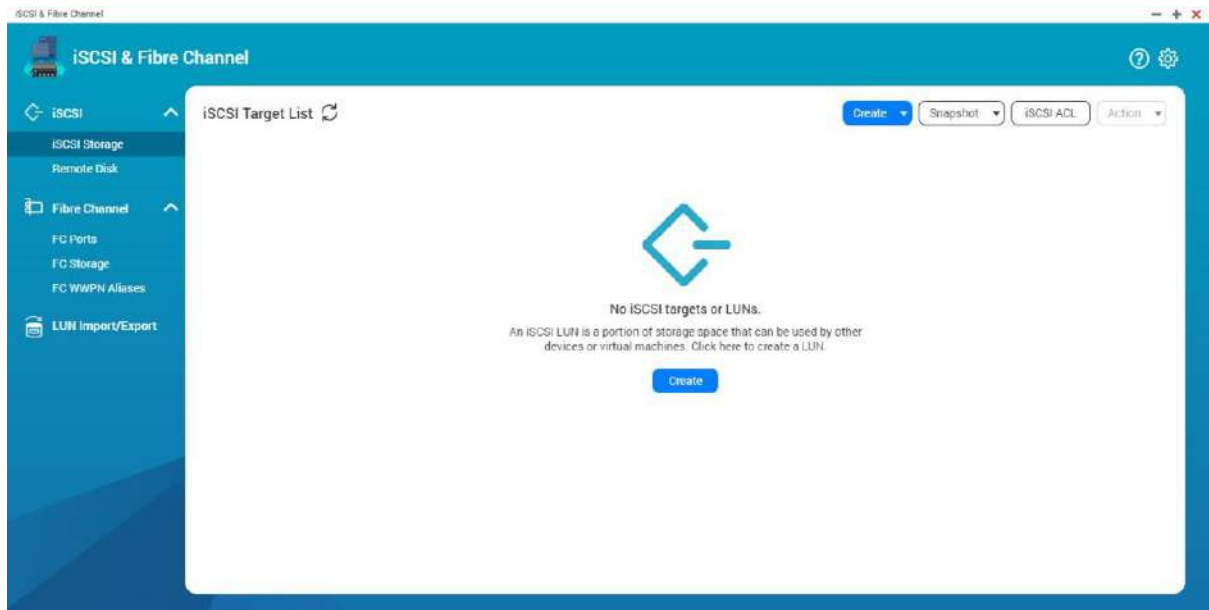 iSCSI & Fibre Channel
iSCSI & Fibre Channel
iSCSI
iSCSI Storage
Remote Disk
Fibre Channel
FC Ports
FC Storage
FC WWPN Aliases
LUN Import/Export
iSCSI Target List
Create
Snapshot
iSCSI ACL
Action
No iSCSI targets or LUNs.
An iSCSI LUN is a portion of storage space that can be used by other
devices or virtual machines. Click here to create a LUN.
Create